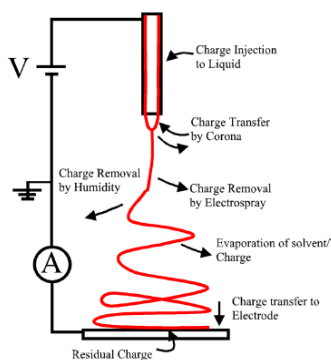 Charge Injection
to Liquid
V
Charge Transfer
by Corona
Charge Removal
by Humidity
Charge Removal
by Electrospray
Evaporation of solvent/
Charge
A
Charge transfer to
Electrode
Residual Charge